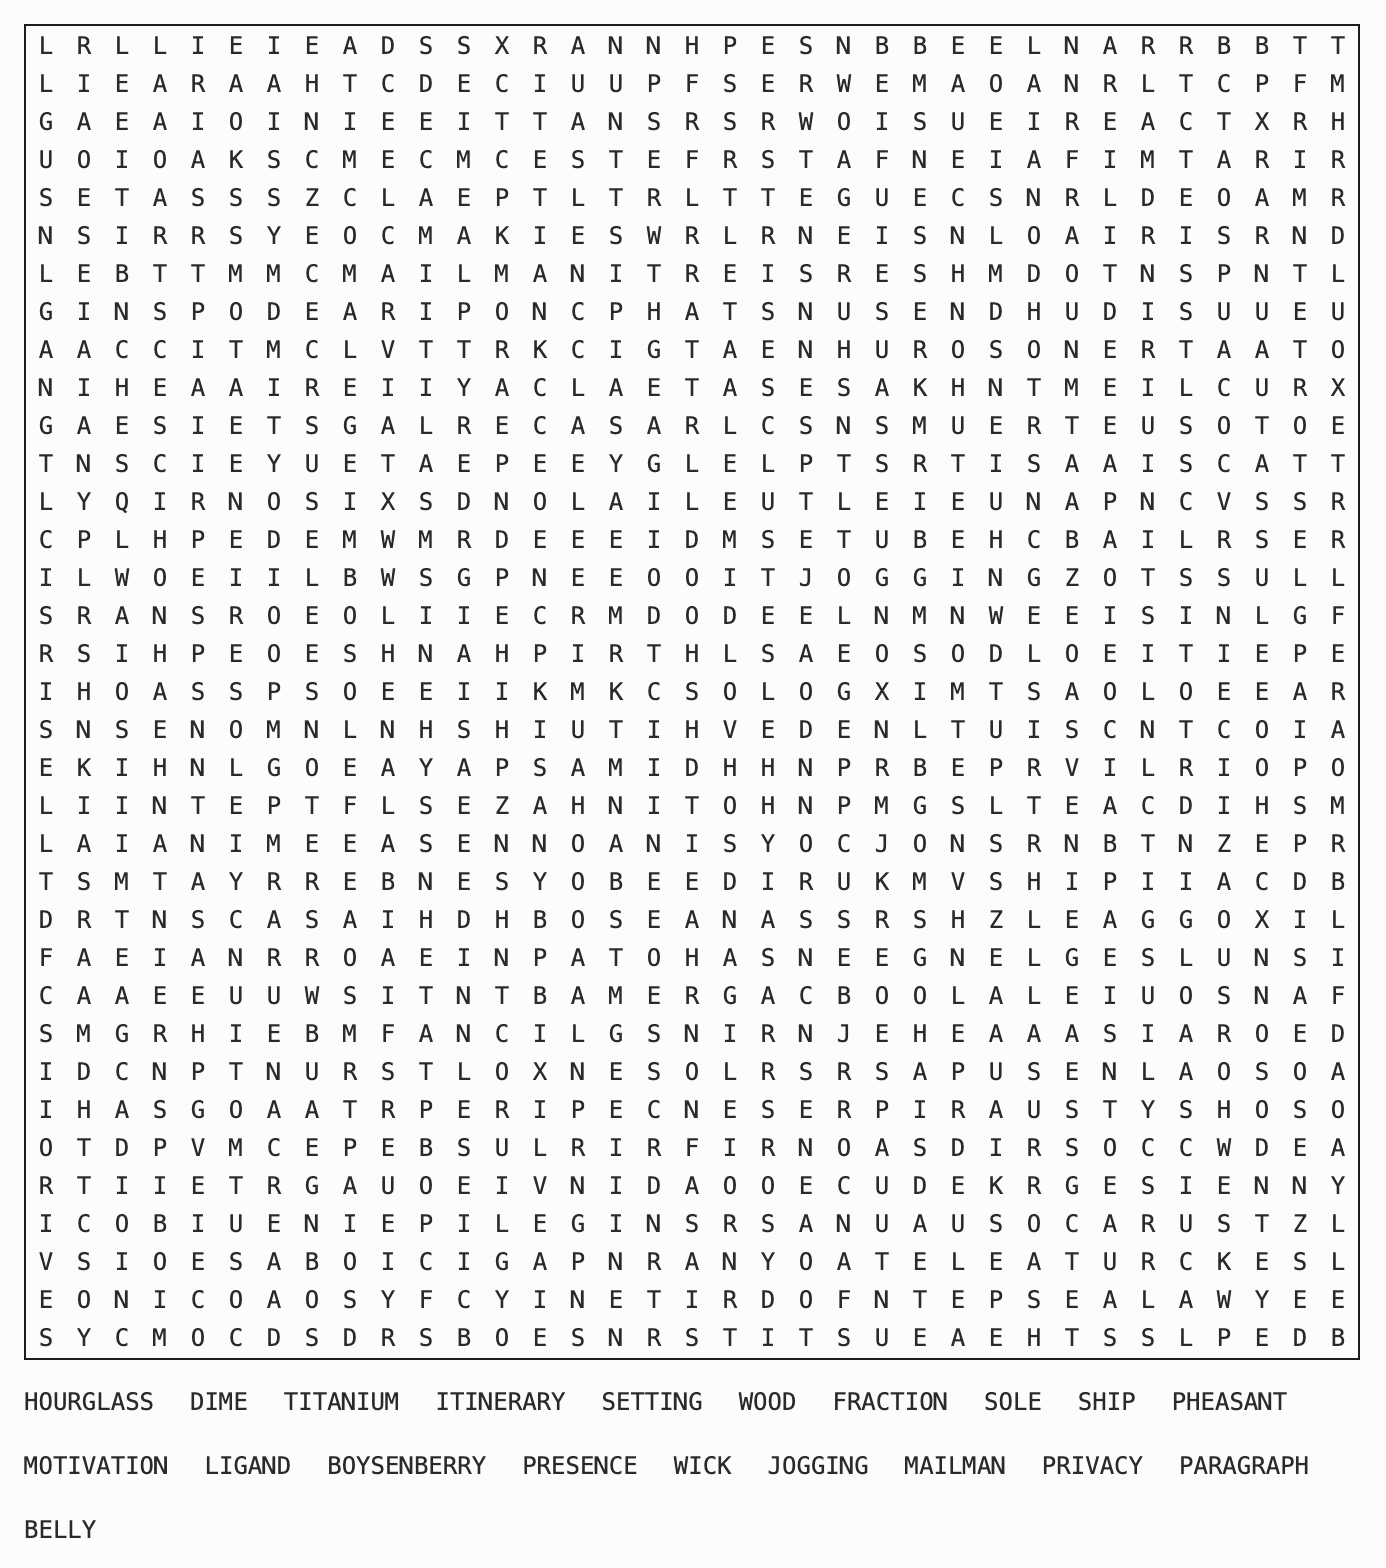 L R L L I E I E A D S S X R A N N H P E S N B B E E L N A R R B B T T
L I E A R A A H T C D E C I U U P F S E R W E M A O A N R L T C P F M
G A E A I O I N I E E I T T A N S R S R W O I S U E I R E A C T X R H
U O I O A K S C M E C M C E S T E F R S T A F N E I A F I M T A R I R
S E T A S S S Z C L A E P T L T R L T T E G U E C S N R L D E O A M R
N S I R R S Y E O C M A K I E S W R L R N E I S N L O A I R I S R N D
L E B T T M M C M A I L M A N I T R E I S R E S H M D O T N S P N T L
G I N S P O D E A R I P O N C P H A T S N U S E N D H U D I S U U E U
A A C C I T M C L V T T R K C I G T A E N H U R O S O N E R T A A T O
N I H E A A I R E I I Y A C L A E T A S E S A K H N T M E I L C U R X
G A E S I E T S G A L R E C A S A R L C S N S M U E R T E U S O T O E
T N S C I E Y U E T A E P E E Y G L E L P T S R T I S A A I S C A T T
L Y Q I R N O S I X S D N O L A I L E U T L E I E U N A P N C V S S R
C P L H P E D E M W M R D E E E I D M S E T U B E H C B A I L R S E R
I L W O E I I L B W S G P N E E O O I T J O G G I N G Z O T S S U L L
S R A N S R O E O L I I E C R M D O D E E L N M N W E E I S I N L G F
R S I H P E O E S H N A H P I R T H L S A E O S O D L O E I T I E P E
I H O A S S P S O E E I I K M K C S O L O G X I M T S A O L O E E A R
S N S E N O M N L N H S H I U T I H V E D E N L T U I S C N T C O I A
E K I H N L G O E A Y A P S A M I D H H N P R B E P R V I L R I O P O
L I I N T E P T F L S E Z A H N I T O H N P M G S L T E A C D I H S M
L A I A N I M E E A S E N N O A N I S Y O C J O N S R N B T N Z E P R
T S M T A Y R R E B N E S Y O B E E D I R U K M V S H I P I I A C D B
D R T N S C A S A I H D H B O S E A N A S S R S H Z L E A G G O X I L
F A E I A N R R O A E I N P A T O H A S N E E G N E L G E S L U N S I
C A A E E U U W S I T N T B A M E R G A C B O O L A L E I U O S N A F
S M G R H I E B M F A N C I L G S N I R N J E H E A A A S I A R O E D
I D C N P T N U R S T L O X N E S O L R S R S A P U S E N L A O S O A
I H A S G O A A T R P E R I P E C N E S E R P I R A U S T Y S H O S O
O T D P V M C E P E B S U L R I R F I R N O A S D I R S O C C W D E A
R T I I E T R G A U O E I V N I D A O O E C U D E K R G E S I E N N Y
I C O B I U E N I E P I L E G I N S R S A N U A U S O C A R U S T Z L
V S I O E S A B O I C I G A P N R A N Y O A T E L E A T U R C K E S L
E O N I C O A O S Y F C Y I N E T I R D O F N T E P S E A L A W Y E E
S Y C M O C D S D R S B O E S N R S T I T S U E A E H T S S L P E D B
HOURGLASS DIME TITANIUM ITINERARY SETTING WOOD FRACTION SOLE SHIP PHEASANT
MOTIVATION LIGAND BOYSENBERRY PRESENCE WICK JOGGING MAILMAN PRIVACY PARAGRAPH
BELLY